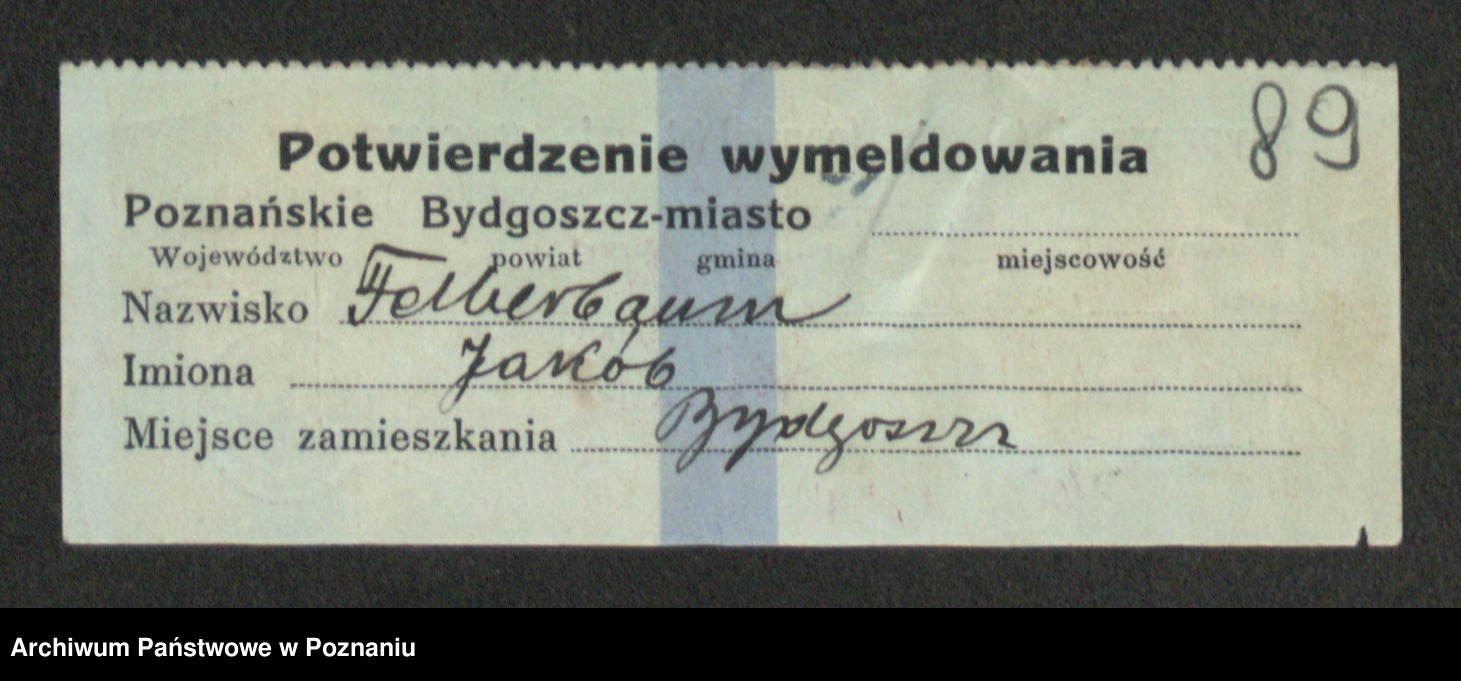 89
Potwierdzenie wymeldowania
Poznańskie Bydgoszcz-miasto
Województwo powiat gmina miejscowość
Nazwisko Felberbaum
Imiona Jakób
Miejsce zamieszkania Bydgoszcz
Archiwum Państwowe w Poznaniu